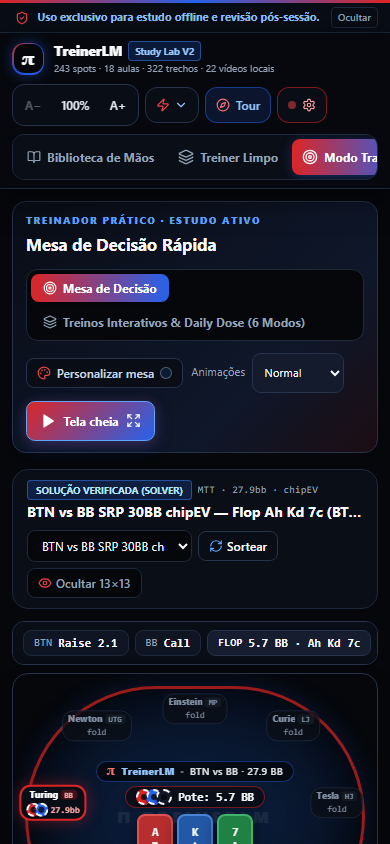 Uso exclusivo para estudo offline e revisão pós-sessão. Ocultar
π TreinerLM Study Lab V2
243 spots · 18 aulas · 322 trechos · 22 vídeos locais
A− 100% A+ Tour
Biblioteca de Mãos Treiner Limpo Modo Tra
TREINADOR PRÁTICO · ESTUDO ATIVO
Mesa de Decisão Rápida
Mesa de Decisão
Treinos Interativos & Daily Dose (6 Modos)
Personalizar mesa Animações Normal
Tela cheia
SOLUÇÃO VERIFICADA (SOLVER) MTT · 27.9bb · chipEV
BTN vs BB SRP 30BB chipEV — Flop Ah Kd 7c (BT...
BTN vs BB SRP 30BB ch Sortear
Ocultar 13×13
BTN Raise 2.1 BB Call FLOP 5.7 BB · Ah Kd 7c
Einstein MP
fold
Newton UTG
fold
Curie LJ
fold
π TreinerLM - BTN vs BB · 27.9 BB
Turing BB
27.9bb
Pote: 5.7 BB
Tesla HJ
fold
A K 7